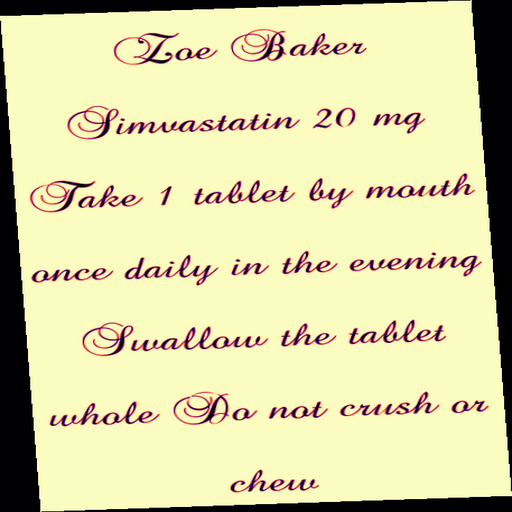 Zoe Baker
Simvastatin 20 mg
Take 1 tablet by mouth
once daily in the evening
Swallow the tablet
whole Do not crush or
chew